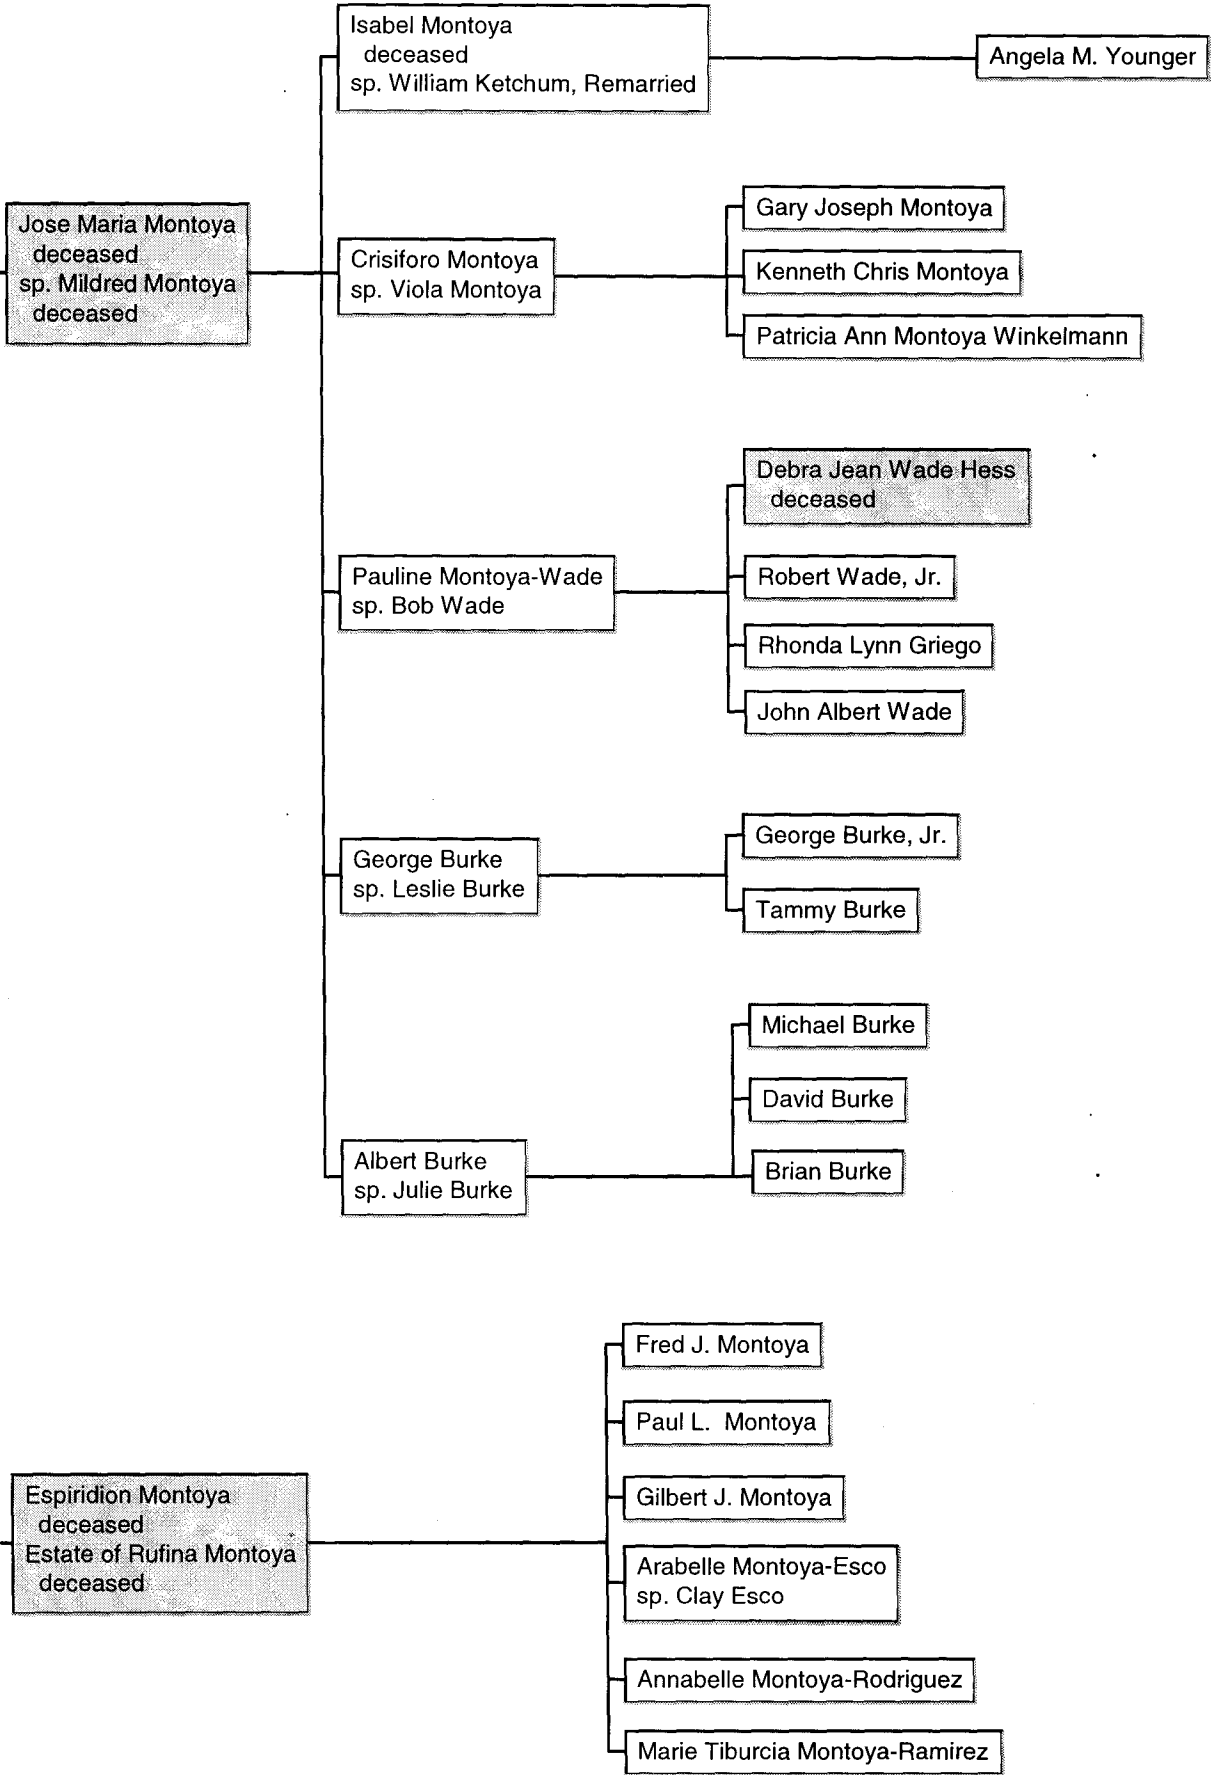 Isabel Montoya
deceased
sp. William Ketchum, Remarried
Angela M. Younger
Jose Maria Montoya
deceased
sp. Mildred Montoya
deceased
Crisiforo Montoya
sp. Viola Montoya
Gary Joseph Montoya
Kenneth Chris Montoya
Patricia Ann Montoya Winkelmann
Pauline Montoya-Wade
sp. Bob Wade
Debra Jean Wade Hess
deceased
Robert Wade, Jr.
Rhonda Lynn Griego
John Albert Wade
George Burke
sp. Leslie Burke
George Burke, Jr.
Tammy Burke
Albert Burke
sp. Julie Burke
Michael Burke
David Burke
Brian Burke
Espiridion Montoya
deceased
Estate of Rufina Montoya
deceased
Fred J. Montoya
Paul L. Montoya
Gilbert J. Montoya
Arabelle Montoya-Esco
sp. Clay Esco
Annabelle Montoya-Rodriguez
Marie Tiburcia Montoya-Ramirez